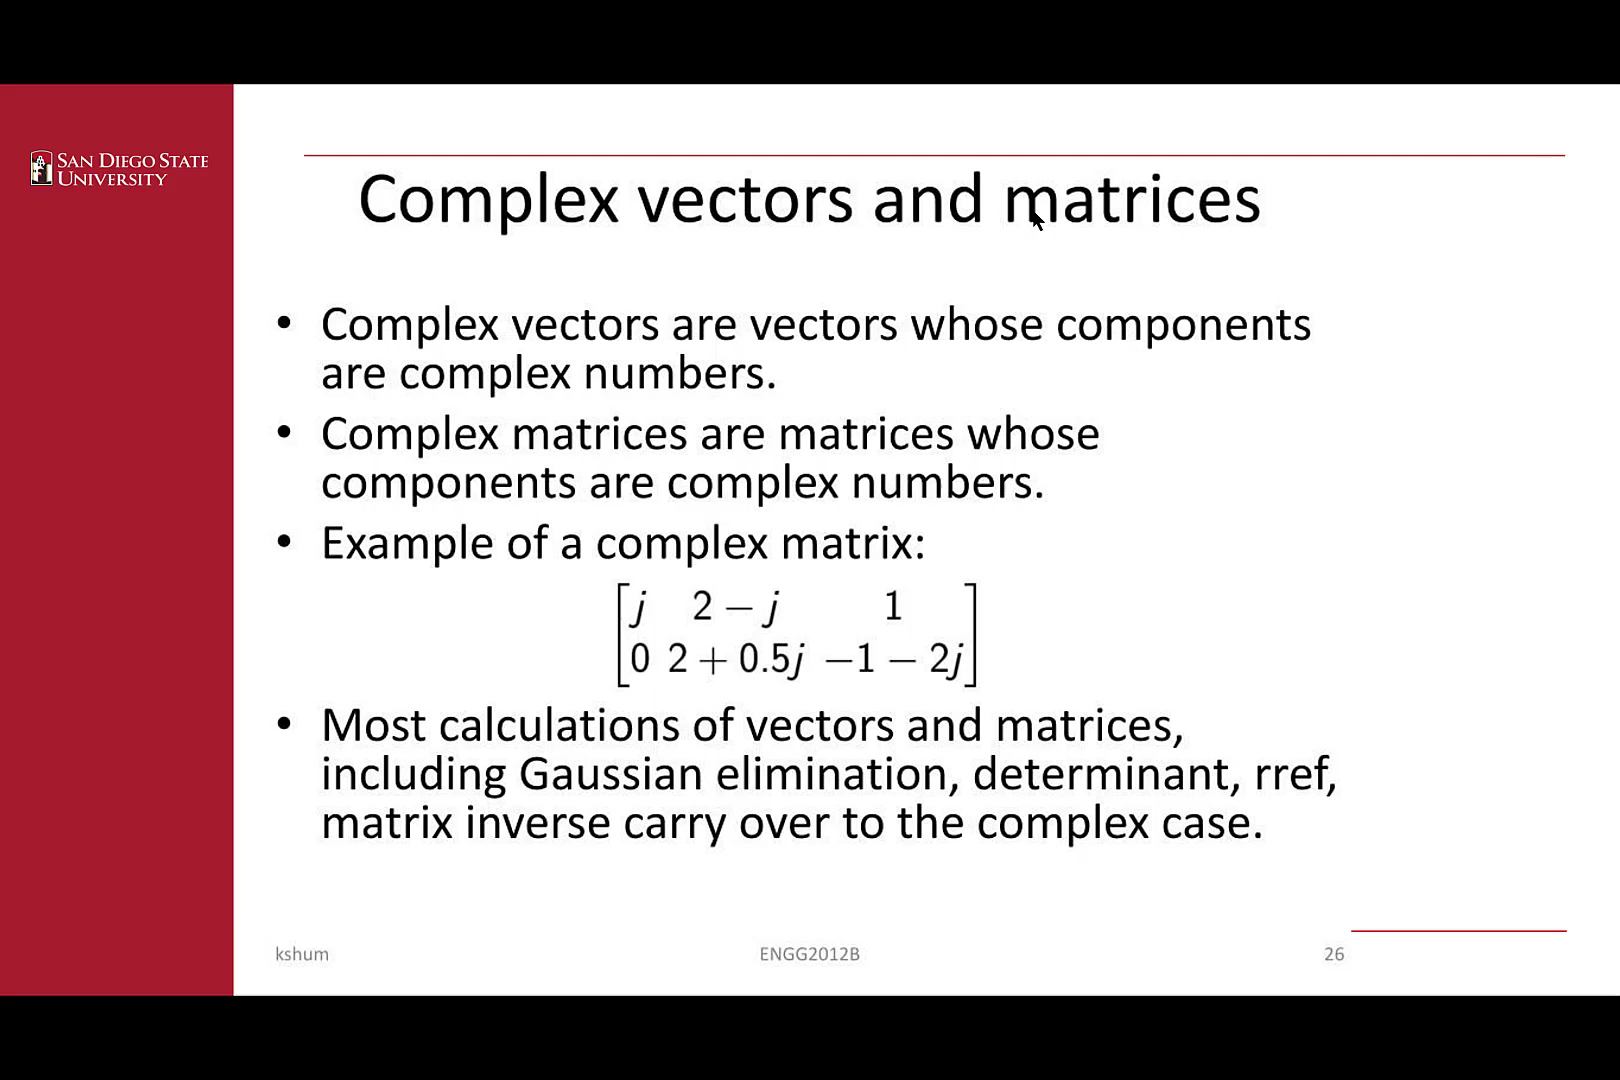 SAN DIEGO STATE
UNIVERSITY
Complex vectors and matrices
• Complex vectors are vectors whose components
are complex numbers.
• Complex matrices are matrices whose
components are complex numbers.
• Example of a complex matrix:
[j 2 − j 1
0 2 + 0.5j −1 − 2j]
• Most calculations of vectors and matrices,
including Gaussian elimination, determinant, rref,
matrix inverse carry over to the complex case.
kshum ENGG2012B 26